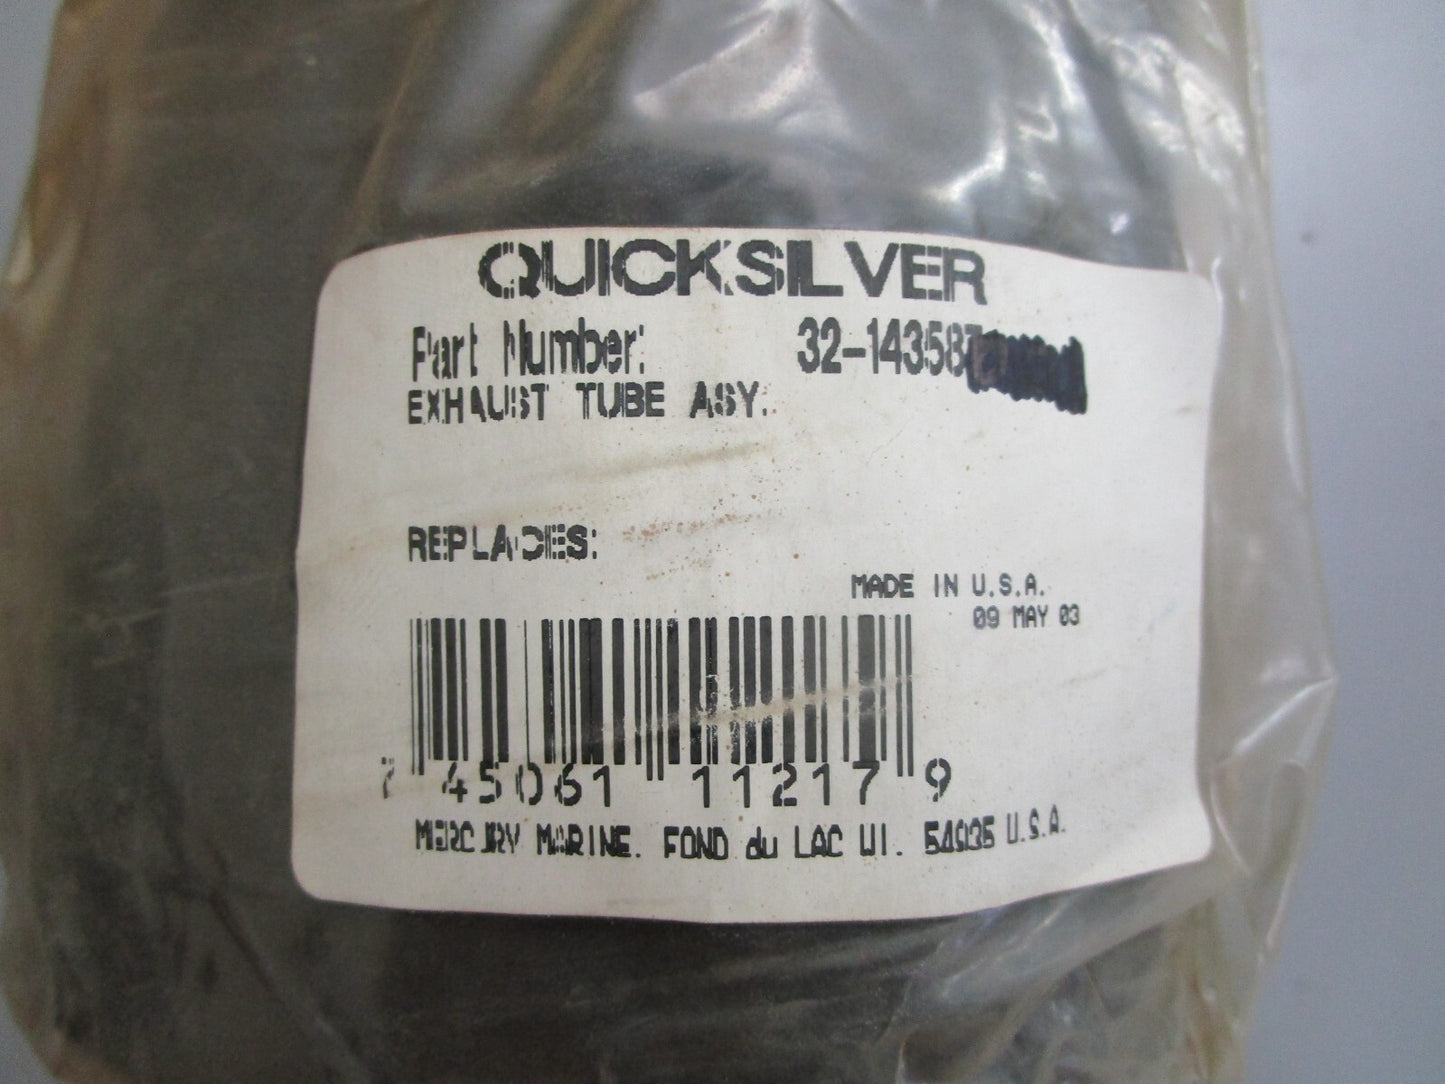 QUICKSILVER
Part Number: 32-14358
EXHAUST TUBE ASY.
REPLACES:
MADE IN U.S.A.
09 MAY 03
7 45061 11217 9
MERCURY MARINE. FOND du LAC WI. 54935 U.S.A.